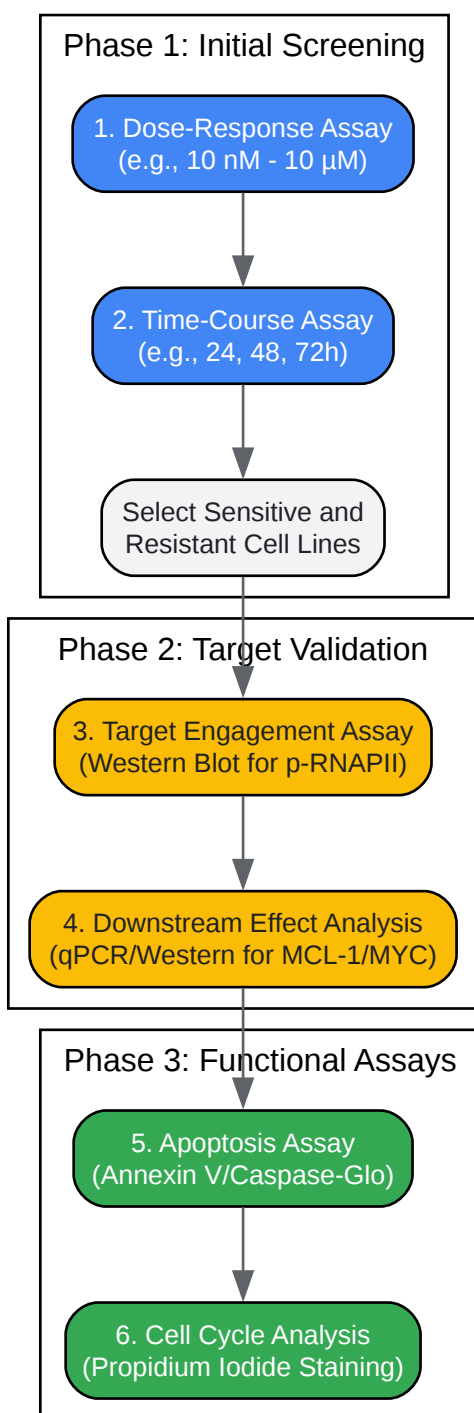 Phase 1: Initial Screening
1. Dose-Response Assay
(e.g., 10 nM - 10 µM)
2. Time-Course Assay
(e.g., 24, 48, 72h)
Select Sensitive and
Resistant Cell Lines
Phase 2: Target Validation
3. Target Engagement Assay
(Western Blot for p-RNAPII)
4. Downstream Effect Analysis
(qPCR/Western for MCL-1/MYC)
Phase 3: Functional Assays
5. Apoptosis Assay
(Annexin V/Caspase-Glo)
6. Cell Cycle Analysis
(Propidium Iodide Staining)